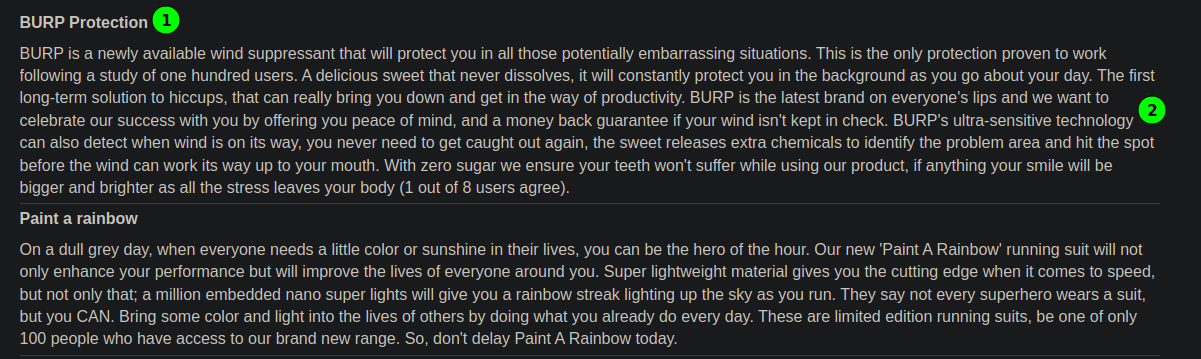 BURP Protection 1
BURP is a newly available wind suppressant that will protect you in all those potentially embarrassing situations. This is the only protection proven to work
following a study of one hundred users. A delicious sweet that never dissolves, it will constantly protect you in the background as you go about your day. The first
long-term solution to hiccups, that can really bring you down and get in the way of productivity. BURP is the latest brand on everyone's lips and we want to
celebrate our success with you by offering you peace of mind, and a money back guarantee if your wind isn't kept in check. BURP's ultra-sensitive technology 2
can also detect when wind is on its way, you never need to get caught out again, the sweet releases extra chemicals to identify the problem area and hit the spot
before the wind can work its way up to your mouth. With zero sugar we ensure your teeth won't suffer while using our product, if anything your smile will be
bigger and brighter as all the stress leaves your body (1 out of 8 users agree).
Paint a rainbow
On a dull grey day, when everyone needs a little color or sunshine in their lives, you can be the hero of the hour. Our new 'Paint A Rainbow' running suit will not
only enhance your performance but will improve the lives of everyone around you. Super lightweight material gives you the cutting edge when it comes to speed,
but not only that; a million embedded nano super lights will give you a rainbow streak lighting up the sky as you run. They say not every superhero wears a suit,
but you CAN. Bring some color and light into the lives of others by doing what you already do every day. These are limited edition running suits, be one of only
100 people who have access to our brand new range. So, don't delay Paint A Rainbow today.